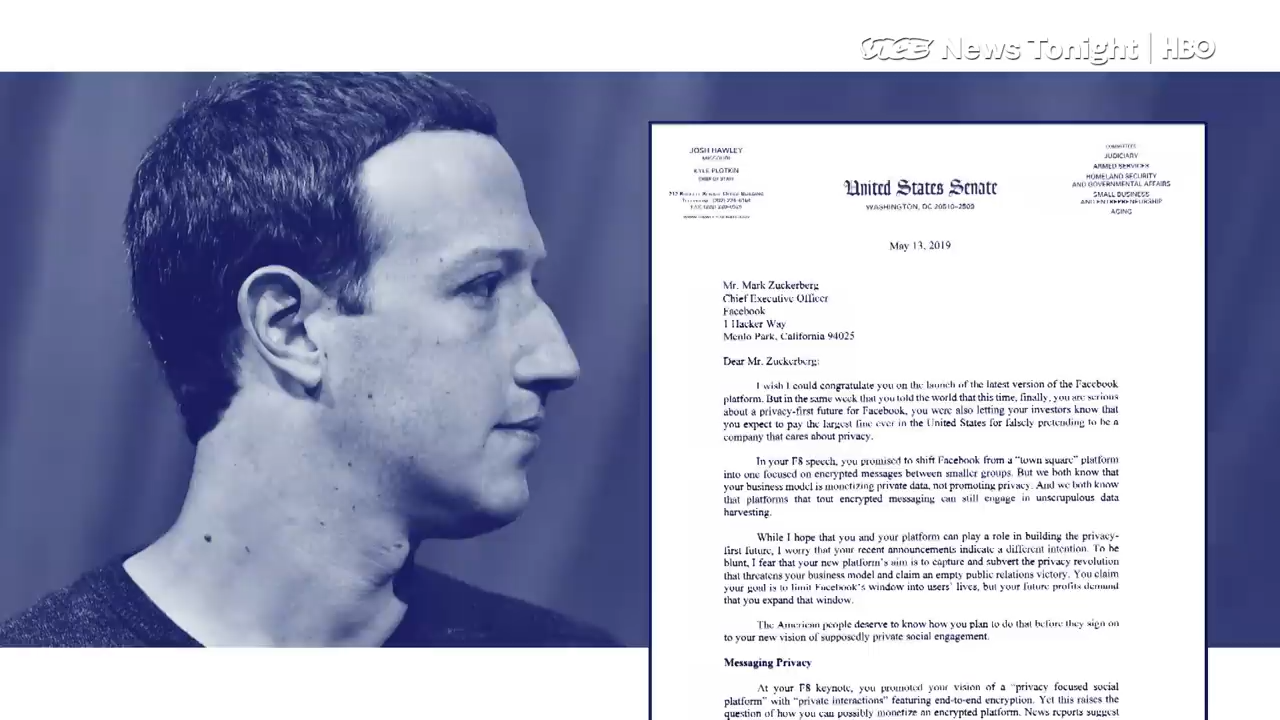 VICE News Tonight | HBO
JOSH HAWLEY
MISSOURI
KYLE PLOTKIN
CHIEF OF STAFF
United States Senate
WASHINGTON, DC 20510–2509
COMMITTEES
JUDICIARY
ARMED SERVICES
HOMELAND SECURITY
AND GOVERNMENTAL AFFAIRS
SMALL BUSINESS
AND ENTREPRENEURSHIP
AGING
May 13, 2019
Mr. Mark Zuckerberg
Chief Executive Officer
Facebook
1 Hacker Way
Menlo Park, California 94025
Dear Mr. Zuckerberg:
I wish I could congratulate you on the launch of the latest version of the Facebook
platform. But in the same week that you told the world that this time, finally, you are serious
about a privacy-first future for Facebook, you were also letting your investors know that
you expect to pay the largest fine ever in the United States for falsely pretending to be a
company that cares about privacy.
In your F8 speech, you promised to shift Facebook from a “town square” platform
into one focused on encrypted messages between smaller groups. But we both know that
your business model is monetizing private data, not promoting privacy. And we both know
that platforms that tout encrypted messaging can still engage in unscrupulous data
harvesting.
While I hope that you and your platform can play a role in building the privacy-
first future, I worry that your recent announcements indicate a different intention. To be
blunt, I fear that your new platform’s aim is to capture and subvert the privacy revolution
that threatens your business model and claim an empty public relations victory. You claim
your goal is to limit Facebook’s window into users’ lives, but your future profits demand
that you expand that window.
The American people deserve to know how you plan to do that before they sign on
to your new vision of supposedly private social engagement.
Messaging Privacy
At your F8 keynote, you promoted your vision of a “privacy focused social
platform” with “private interactions” featuring end-to-end encryption. Yet this raises the
question of how you can possibly monetize an encrypted platform. News reports suggest